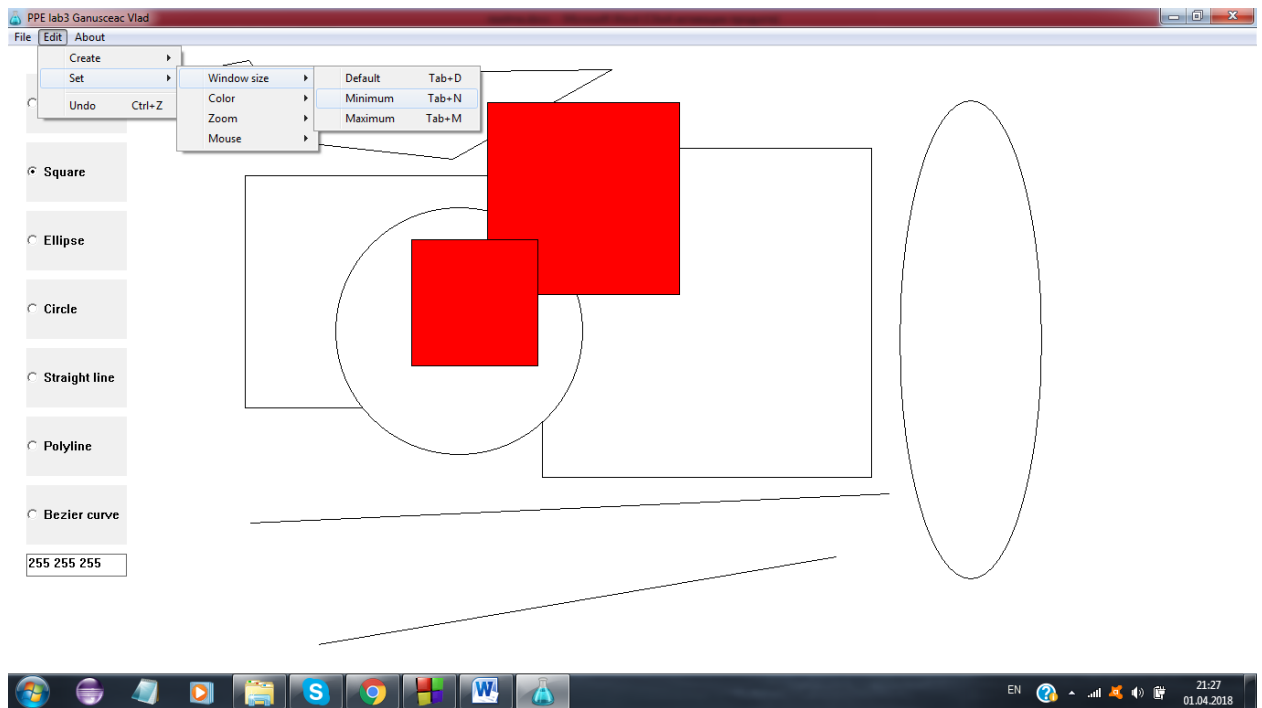 PPE lab3 Ganusceac Vlad
File Edit About
Create
Set
Undo Ctrl+Z
Window size
Color
Zoom
Mouse
Default Tab+D
Minimum Tab+N
Maximum Tab+M
Square
Ellipse
Circle
Straight line
Polyline
Bezier curve
255 255 255
EN
21:27
01.04.2018